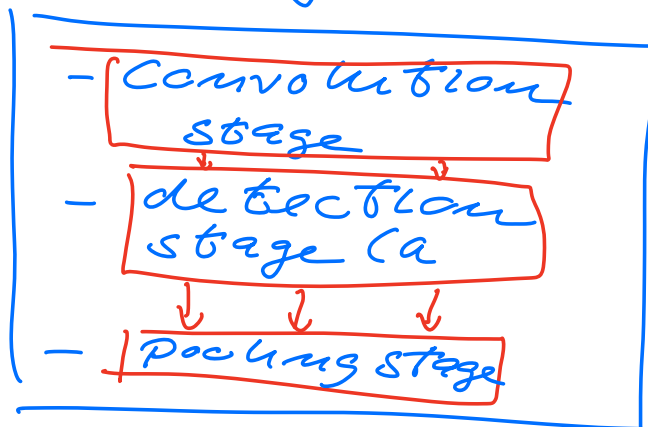 - Convolution
stage
- detection
stage (a
- pooling stage